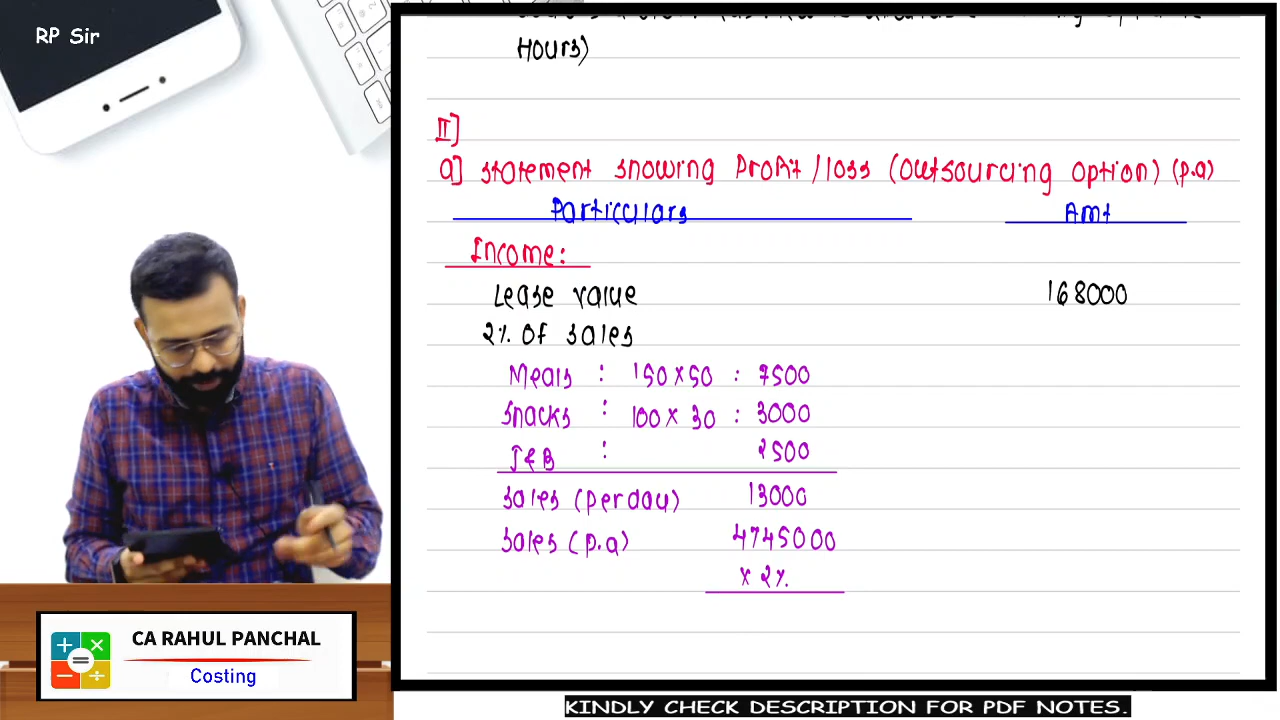 RP Sir
Hours)
II]
a] Statement Showing Profit/loss (Outsourcing Option) (p.a)
Particulars Amt
Income:
Lease value 168000
2% Of Sales
Meals : 150 × 50 : 7500
Snacks : 100 × 30 : 3000
T&B : 2500
Sales (Per day) 13000
Sales (p.a) 4745000
× 2%
CA RAHUL PANCHAL
Costing
KINDLY CHECK DESCRIPTION FOR PDF NOTES.